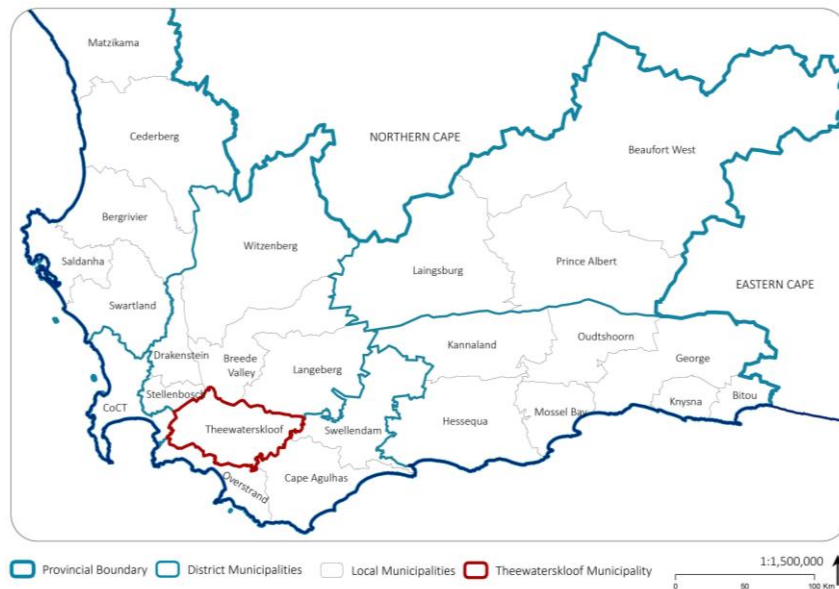 Matzikama
NORTHERN CAPE
Cederberg
Beaufort West
Bergrivier
Witzenberg
Saldanha
Laingsburg
Prince Albert
EASTERN CAPE
Swartland
Oudtshoorn
Kannaland
George
Drakenstein
Breede
Valley
Langeberg
Stellenbosch
Bitou
Knysna
CoCT
Mossel Bay
Hessequa
Theewaterskloof
Swellendam
Cape Agulhas
Overstrand
1:1,500,000
Provincial Boundary
District Municipalities
Local Municipalities
Theewaterskloof Municipality
0 50 100 Km